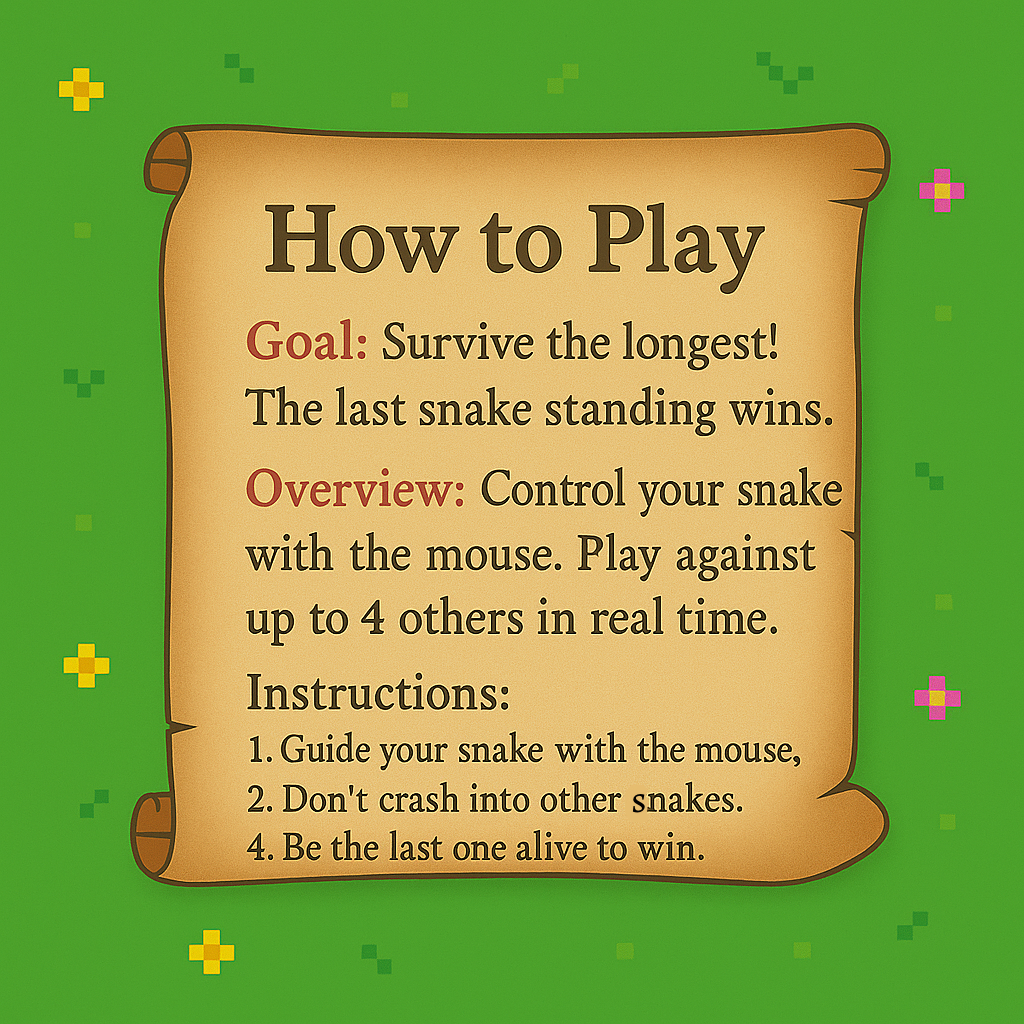 How to Play
Goal: Survive the longest!
The last snake standing wins.
Overview: Control your snake
with the mouse. Play against
up to 4 others in real time.
Instructions:
1. Guide your snake with the mouse,
2. Don't crash into other snakes.
4. Be the last one alive to win.